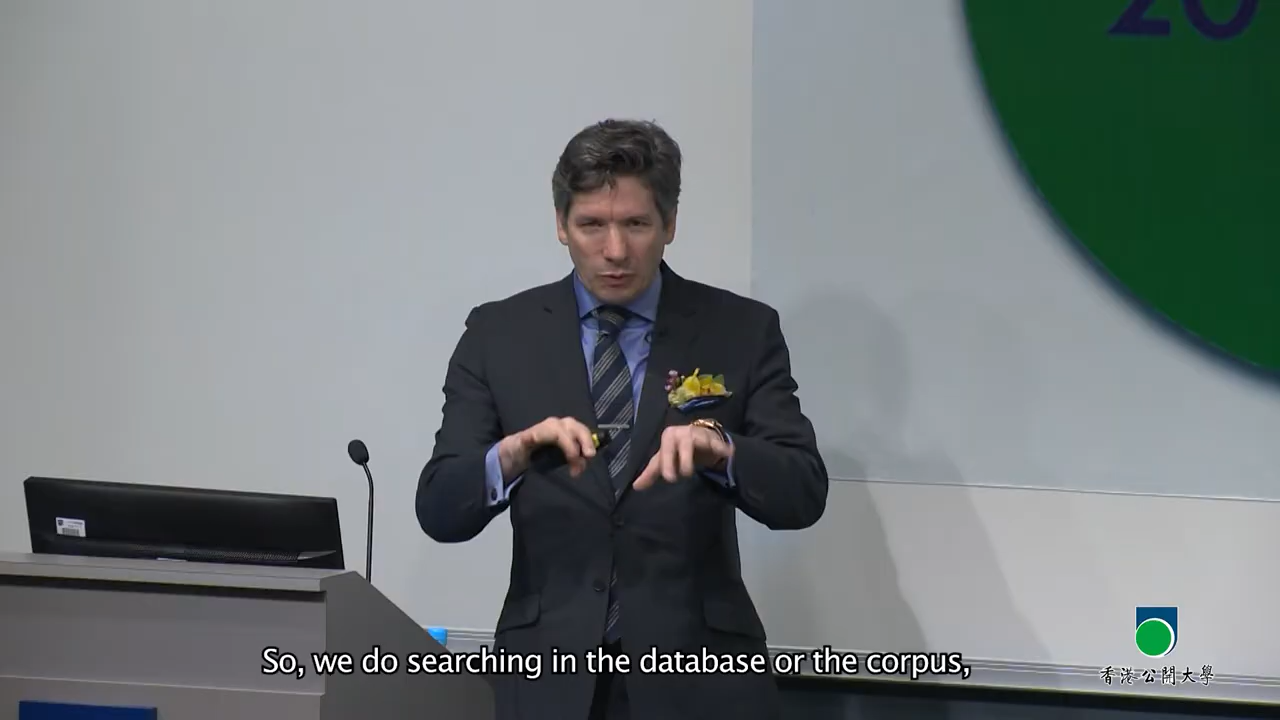 20
So, we do searching in the database or the corpus,
香港公開大學